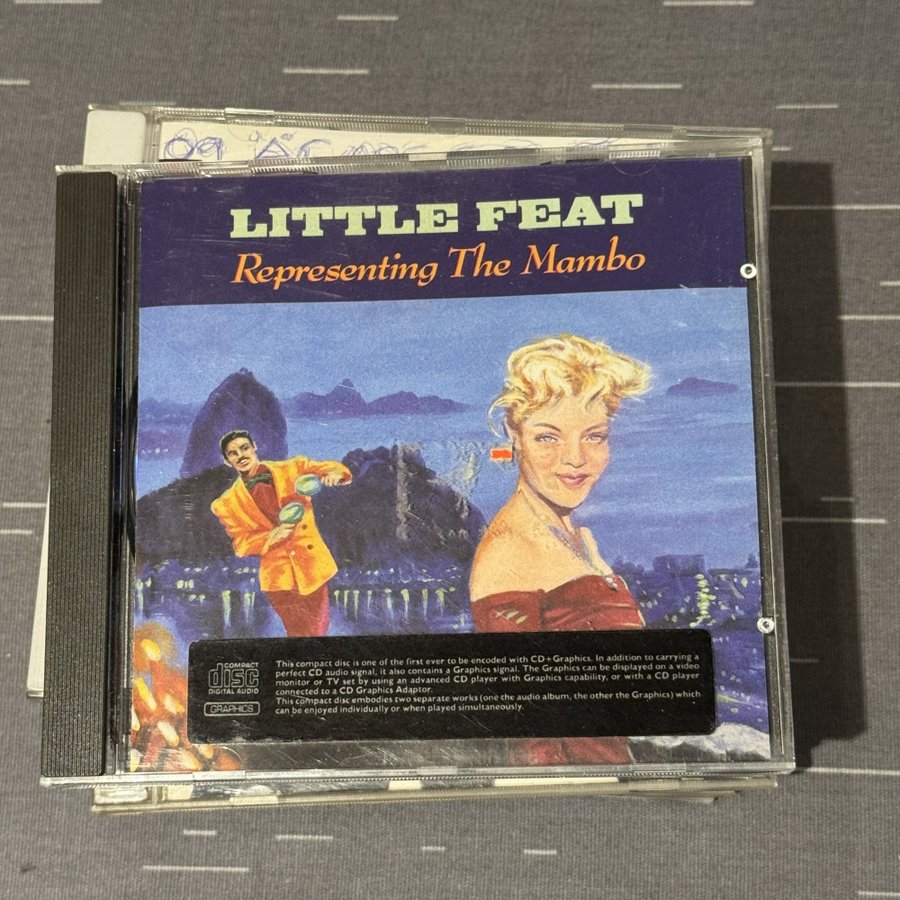 09
LITTLE FEAT
Representing The Mambo
COMPACT
disc
DIGITAL AUDIO
GRAPHICS
This compact disc is one of the first ever to be encoded with CD+Graphics. In addition to carrying a
perfect CD audio signal, it also contains a Graphics signal. The Graphics can be displayed on a video
monitor or TV set by using an advanced CD player with Graphics capability, or with a CD player
connected to a CD Graphics Adaptor.
This compact disc embodies two separate works (one the audio album, the other the Graphics) which
can be enjoyed individually or when played simultaneously.